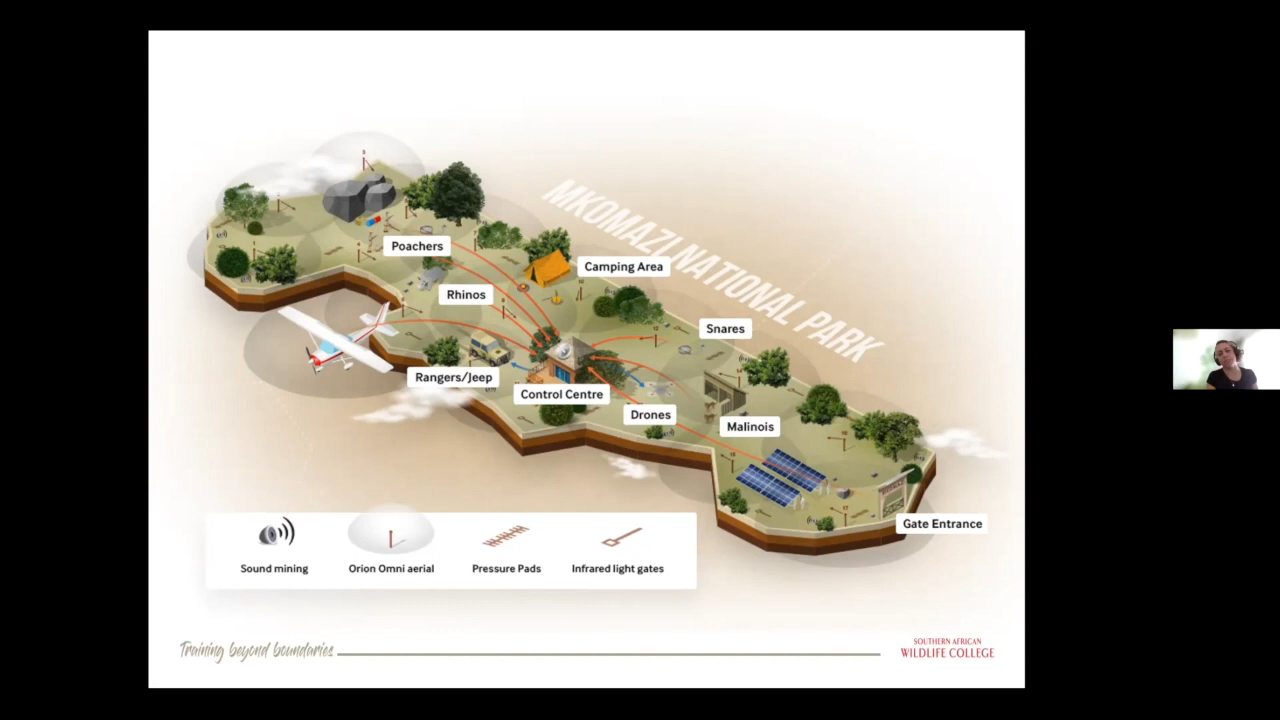 MKOMAZI NATIONAL PARK
Poachers
Camping Area
Rhinos
Snares
Rangers/Jeep
Control Centre
Drones
Malinois
Gate Entrance
Sound mining
Orion Omni aerial
Pressure Pads
Infrared light gates
Training beyond boundaries
SOUTHERN AFRICAN
WILDLIFE COLLEGE